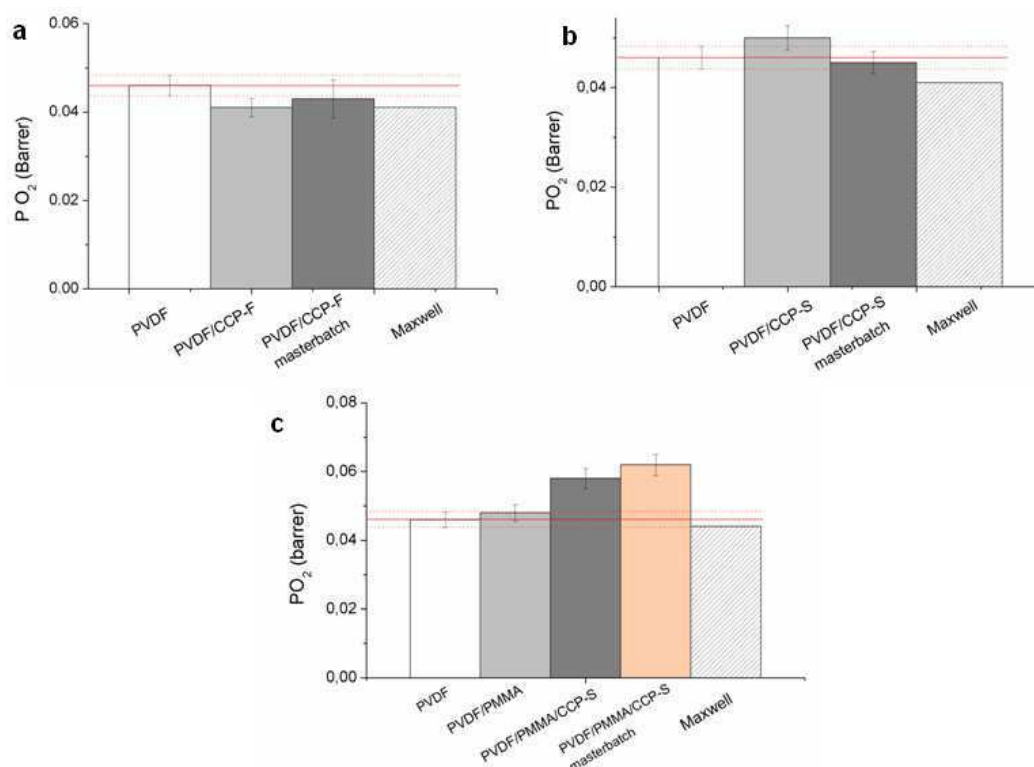 a
0.06
0.04
0.02
0.00
P O₂ (Barrer)
PVDF
PVDF/CCP-F
PVDF/CCP-F
masterbatch
Maxwell
b
0,04
0,02
0,00
PO₂ (Barrer)
PVDF
PVDF/CCP-S
PVDF/CCP-S
masterbatch
Maxwell
c
0,08
0,06
0,04
0,02
0,00
PO₂ (barrer)
PVDF
PVDF/PMMA
PVDF/PMMA/CCP-S
PVDF/PMMA/CCP-S
masterbatch
Maxwell